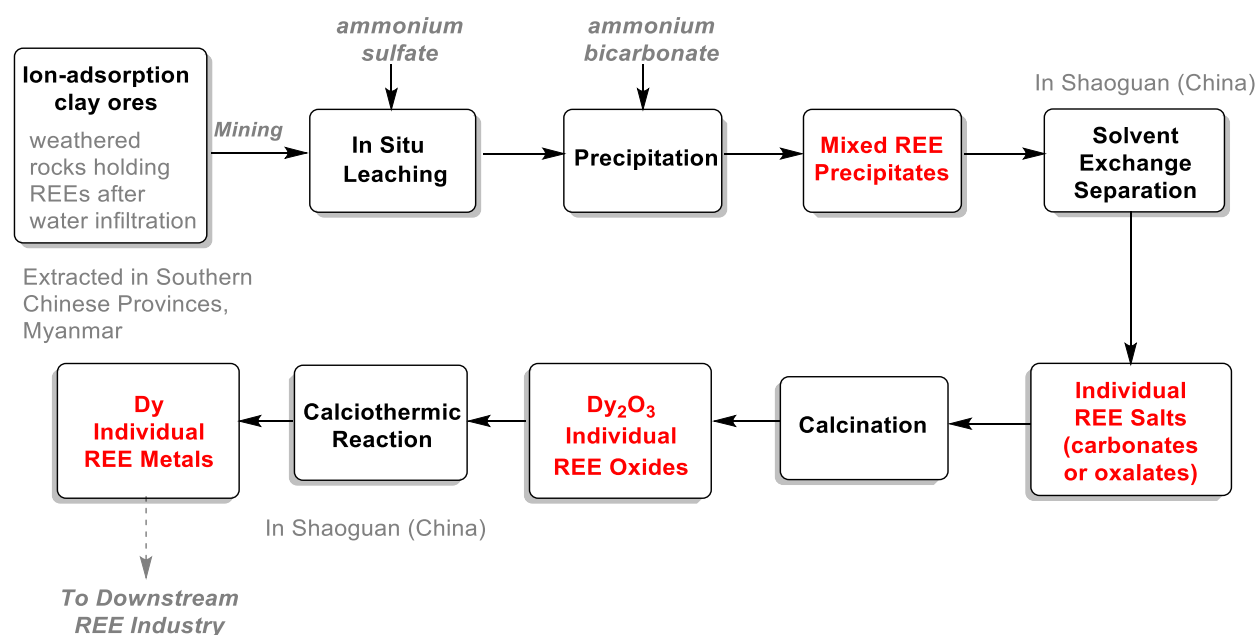 ammonium
sulfate
ammonium
bicarbonate
Ion-adsorption
clay ores
weathered
rocks holding
REEs after
water infiltration
Mining
In Situ
Leaching
Precipitation
Mixed REE
Precipitates
In Shaoguan (China)
Solvent
Exchange
Separation
Extracted in Southern
Chinese Provinces,
Myanmar
Individual
REE Salts
(carbonates
or oxalates)
Calcination
Dy₂O₃
Individual
REE Oxides
Calciothermic
Reaction
In Shaoguan (China)
Dy
Individual
REE Metals
To Downstream
REE Industry